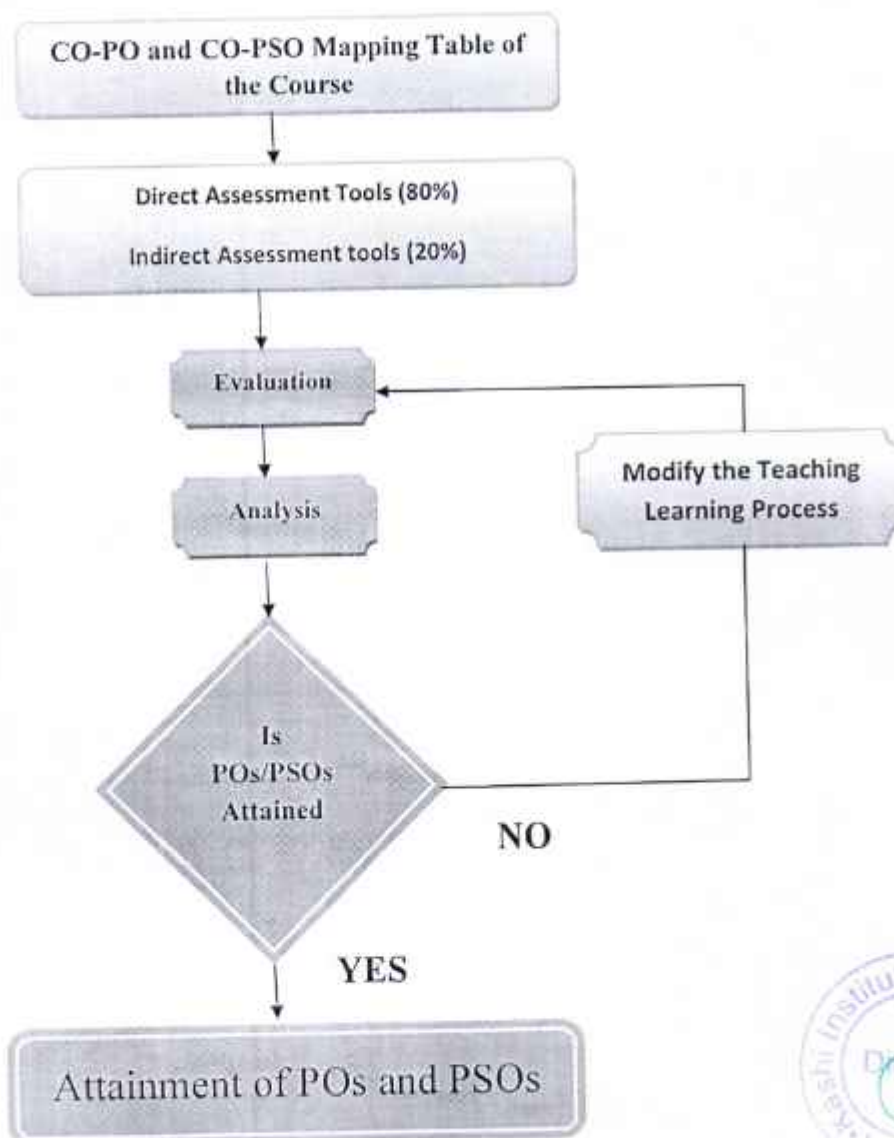 CO-PO and CO-PSO Mapping Table of
the Course
Direct Assessment Tools (80%)
Indirect Assessment tools (20%)
Evaluation
Modify the Teaching
Learning Process
Analysis
Is
POs/PSOs
Attained
NO
YES
Attainment of POs and PSOs